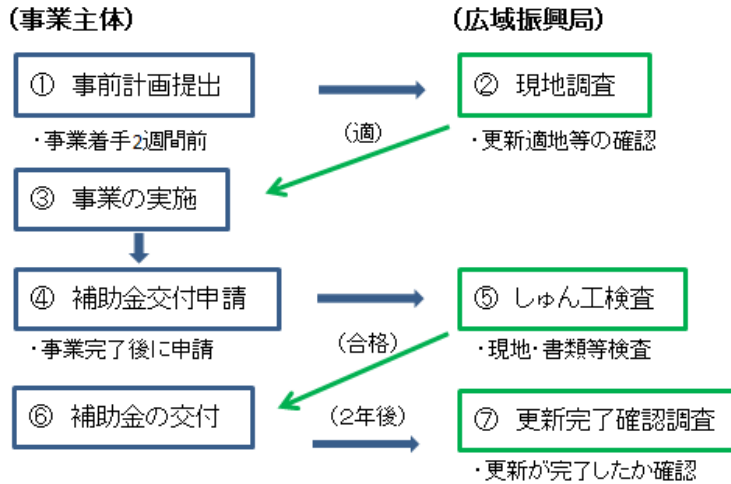 (事業主体) (広域振興局)
① 事前計画提出 ② 現地調査
・事業着手2週間前 (適) ・更新適地等の確認
③ 事業の実施
④ 補助金交付申請 ⑤ しゅん工検査
・事業完了後に申請 (合格) ・現地・書類等検査
⑥ 補助金の交付 (2年後) ⑦ 更新完了確認調査
・更新が完了したか確認